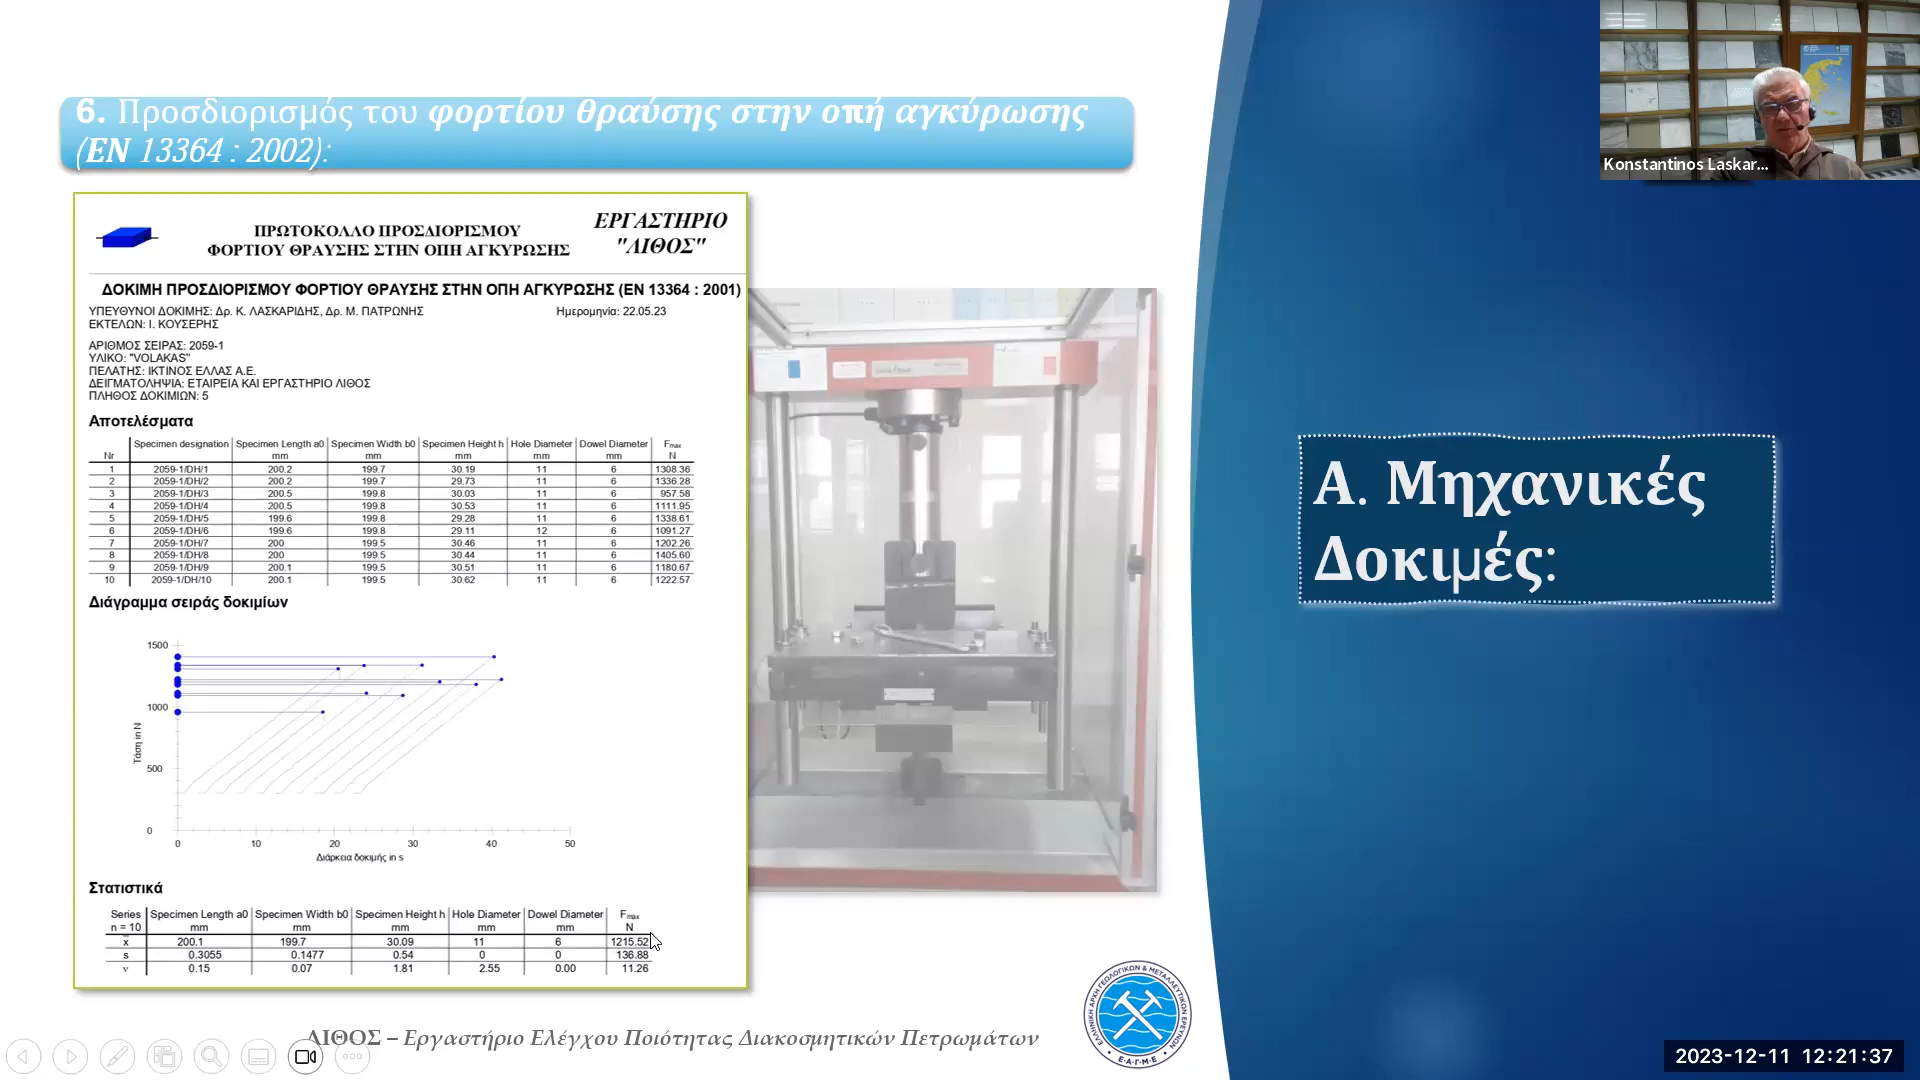 6. Προσδιορισμός του φορτίου θραύσης στην οπή αγκύρωσης
(EN 13364 : 2002):
ΠΡΩΤΟΚΟΛΛΟ ΠΡΟΣΔΙΟΡΙΣΜΟΥ
ΦΟΡΤΙΟΥ ΘΡΑΥΣΗΣ ΣΤΗΝ ΟΠΗ ΑΓΚΥΡΩΣΗΣ
ΕΡΓΑΣΤΗΡΙΟ
"ΛΙΘΟΣ"
ΔΟΚΙΜΗ ΠΡΟΣΔΙΟΡΙΣΜΟΥ ΦΟΡΤΙΟΥ ΘΡΑΥΣΗΣ ΣΤΗΝ ΟΠΗ ΑΓΚΥΡΩΣΗΣ (EN 13364 : 2001)
ΥΠΕΥΘΥΝΟΙ ΔΟΚΙΜΗΣ: Δρ. Κ. ΛΑΣΚΑΡΙΔΗΣ, Δρ. Μ. ΠΑΤΡΩΝΗΣ Ημερομηνία: 22.05.23
ΕΚΤΕΛΩΝ: Ι. ΚΟΥΣΕΡΗΣ
ΑΡΙΘΜΟΣ ΣΕΙΡΑΣ: 2059-1
ΥΛΙΚΟ: "VOLAKAS"
ΠΕΛΑΤΗΣ: ΙΚΤΙΝΟΣ ΕΛΛΑΣ Α.Ε.
ΔΕΙΓΜΑΤΟΛΗΨΙΑ: ΕΤΑΙΡΕΙΑ ΚΑΙ ΕΡΓΑΣΤΗΡΙΟ ΛΙΘΟΣ
ΠΛΗΘΟΣ ΔΟΚΙΜΙΩΝ: 5
Αποτελέσματα
Specimen designation Specimen Length a0 Specimen Width b0 Specimen Height h Hole Diameter Dowel Diameter Fmax
Nr mm mm mm mm mm N
1 2059-1/DH/1 200.2 199.7 30.19 11 6 1308.36
2 2059-1/DH/2 200.2 199.7 29.73 11 6 1336.28
3 2059-1/DH/3 200.5 199.8 30.03 11 6 957.58
4 2059-1/DH/4 200.5 199.8 30.53 11 6 1111.95
5 2059-1/DH/5 199.6 199.8 29.28 11 6 1338.61
6 2059-1/DH/6 199.6 199.8 29.11 12 6 1091.27
7 2059-1/DH/7 200 199.5 30.46 11 6 1202.26
8 2059-1/DH/8 200 199.5 30.44 11 6 1405.60
9 2059-1/DH/9 200.1 199.5 30.51 11 6 1180.67
10 2059-1/DH/10 200.1 199.5 30.62 11 6 1222.57
Διάγραμμα σειράς δοκιμίων
1500
1000
500
0
Τάση in N
0 10 20 30 40 50
Διάρκεια δοκιμής in s
Στατιστικά
Series Specimen Length a0 Specimen Width b0 Specimen Height h Hole Diameter Dowel Diameter Fmax
n = 10 mm mm mm mm mm N
x 200.1 199.7 30.09 11 6 1215.52
s 0.3055 0.1477 0.54 0 0 136.88
ν 0.15 0.07 1.81 2.55 0.00 11.26
ΛΙΘΟΣ – Εργαστήριο Ελέγχου Ποιότητας Διακοσμητικών Πετρωμάτων
ΕΛΛΗΝΙΚΗ ΑΡΧΗ ΓΕΩΛΟΓΙΚΩΝ & ΜΕΤΑΛΛΕΥΤΙΚΩΝ ΕΡΕΥΝΩΝ
Ε·Α·Γ·Μ·Ε
Α. Μηχανικές
Δοκιμές:
Konstantinos Laskar...
2023-12-11 12:21:37